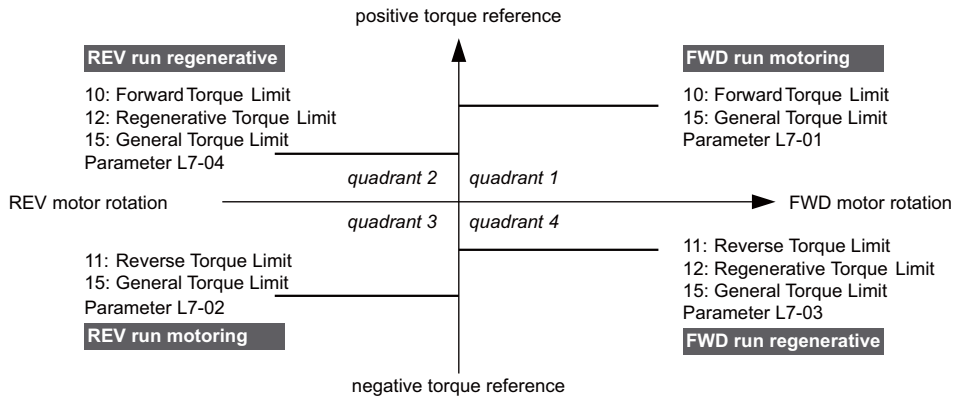 positive torque reference
REV run regenerative
10: Forward Torque Limit
12: Regenerative Torque Limit
15: General Torque Limit
Parameter L7-04
FWD run motoring
10: Forward Torque Limit
15: General Torque Limit
Parameter L7-01
quadrant 2
quadrant 1
REV motor rotation
FWD motor rotation
quadrant 3
quadrant 4
11: Reverse Torque Limit
15: General Torque Limit
Parameter L7-02
REV run motoring
11: Reverse Torque Limit
12: Regenerative Torque Limit
15: General Torque Limit
Parameter L7-03
FWD run regenerative
negative torque reference